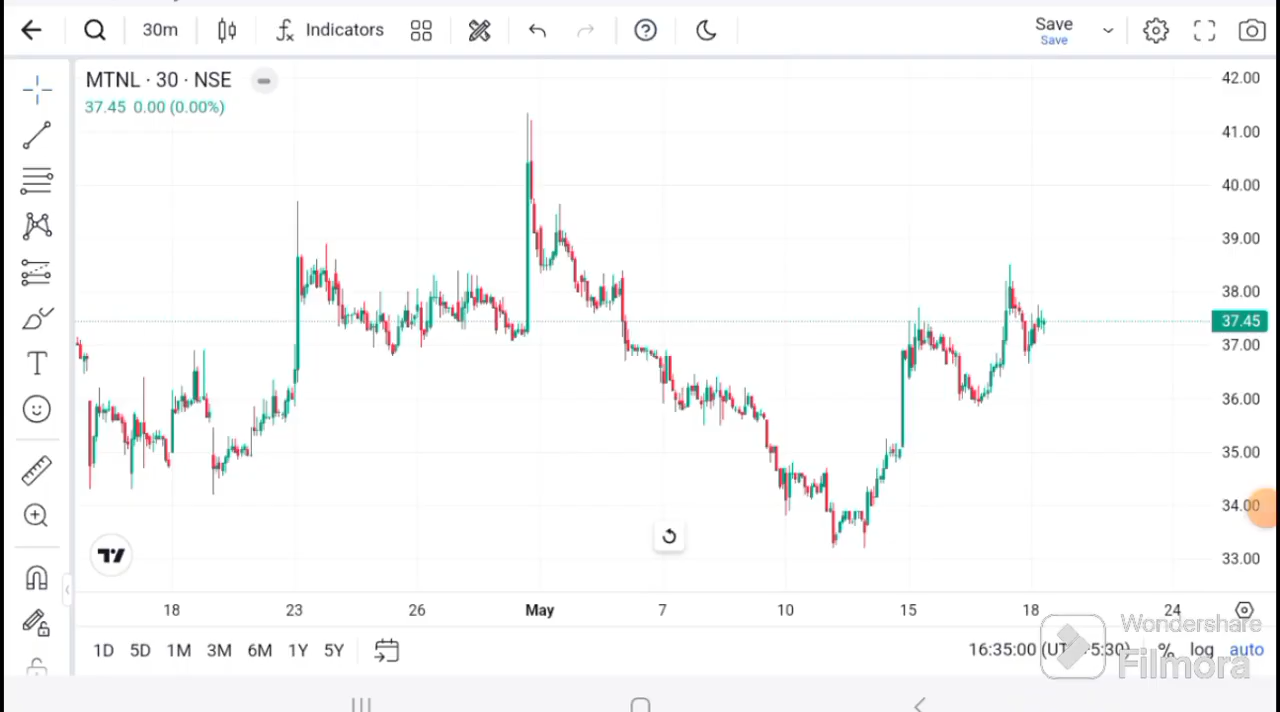 30m Indicators Save
Save
MTNL · 30 · NSE
37.45 0.00 (0.00%)
42.00
41.00
40.00
39.00
38.00
37.45
37.00
36.00
35.00
34.00
33.00
T
18 23 26 May 7 10 15 18 24
1D 5D 1M 3M 6M 1Y 5Y 16:35:00 % log auto
Wondershare
Filmora